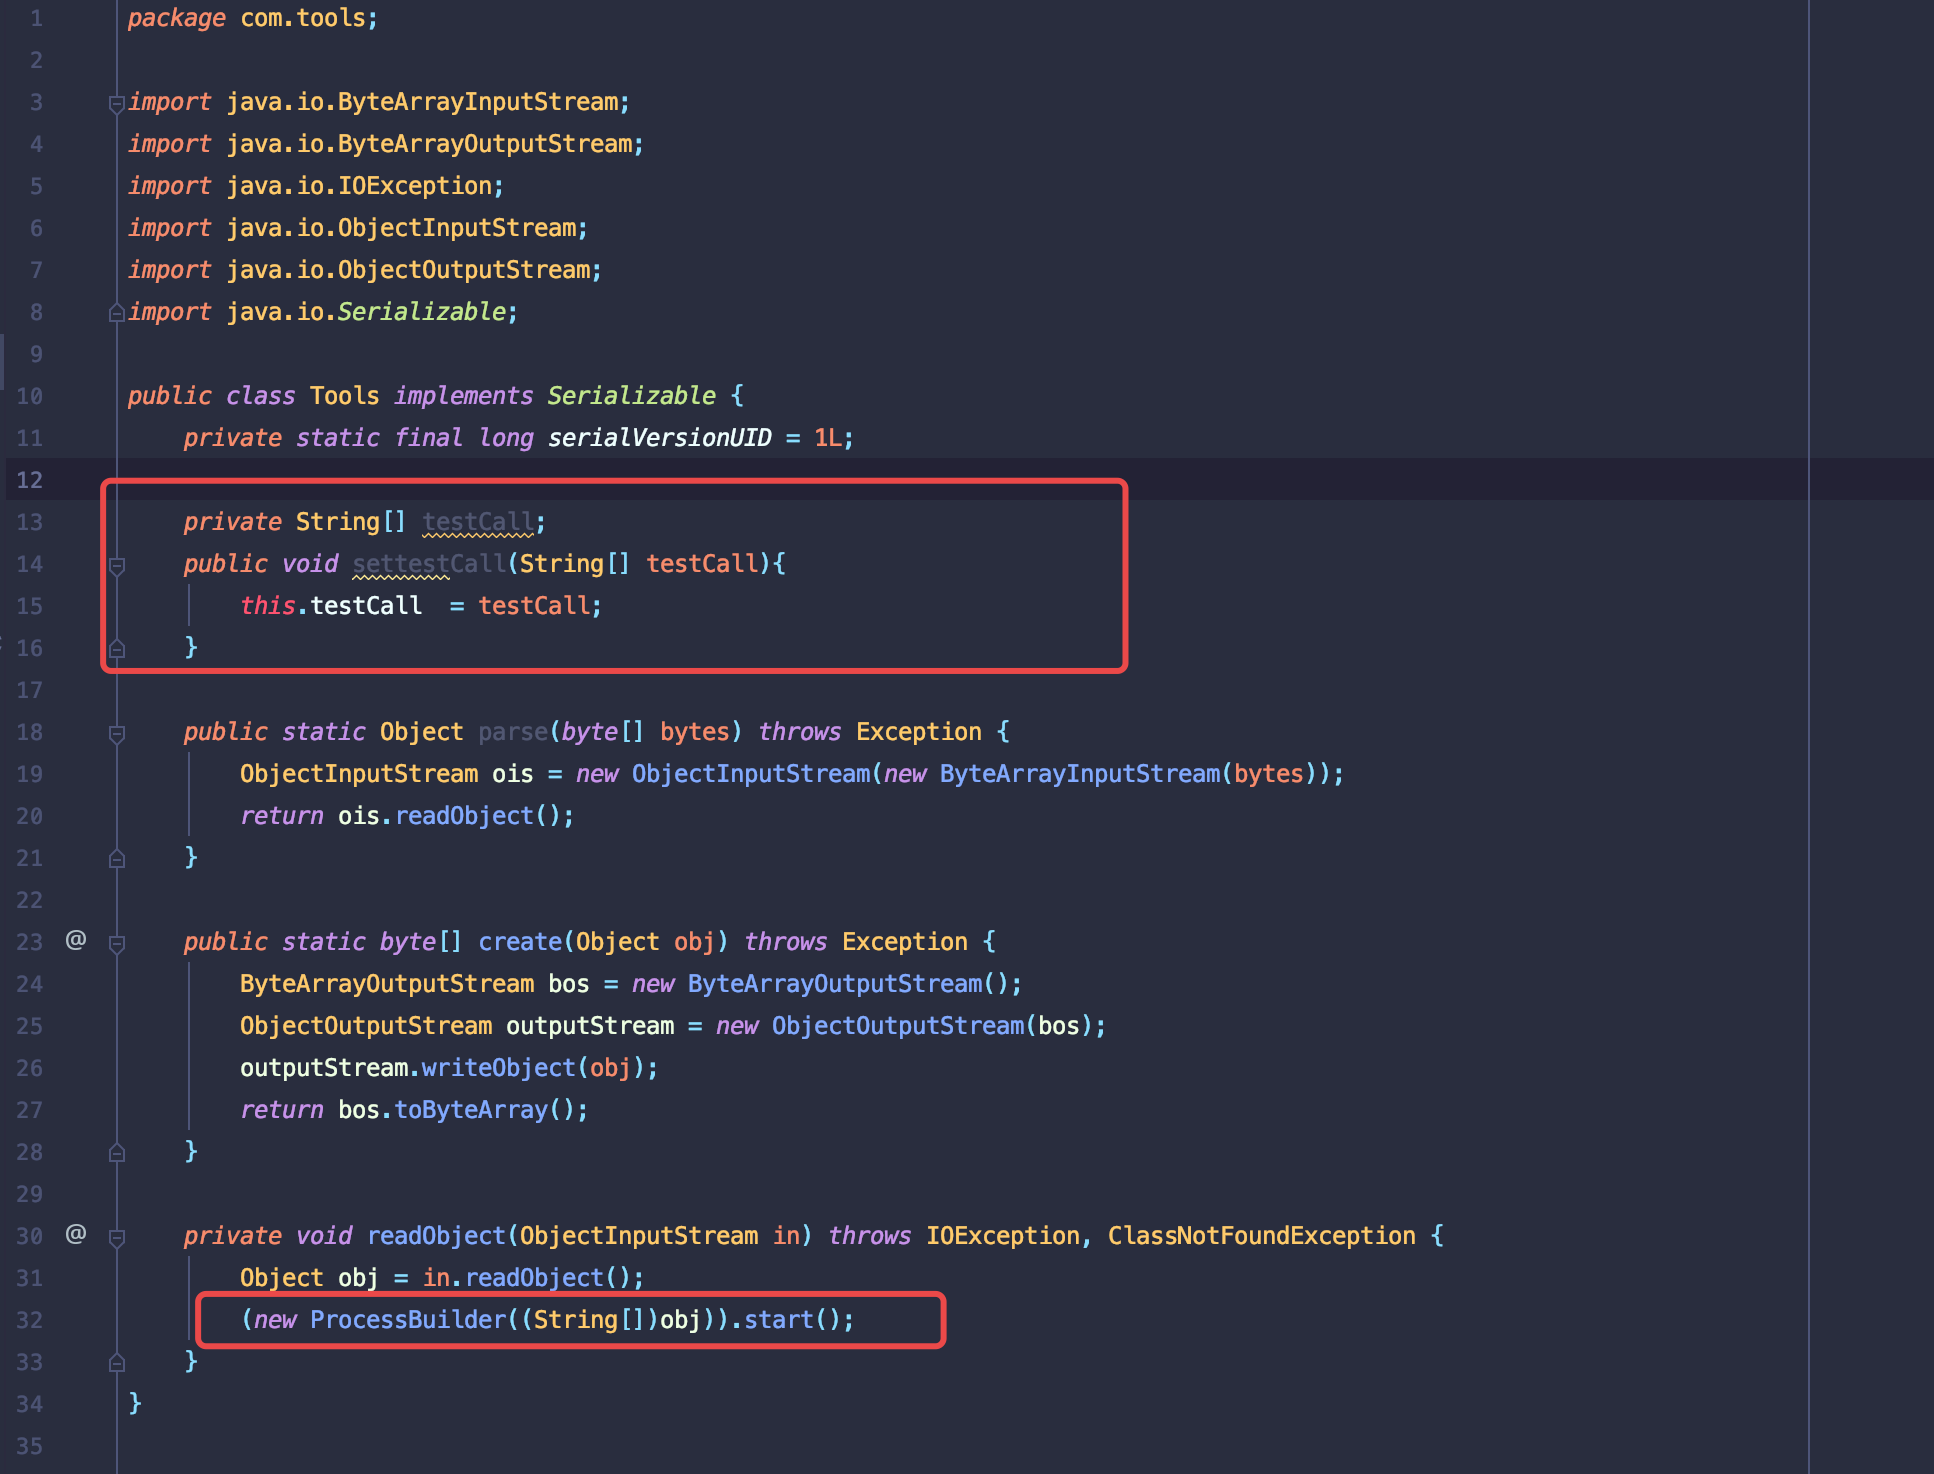 1 package com.tools;
2
3 import java.io.ByteArrayInputStream;
4 import java.io.ByteArrayOutputStream;
5 import java.io.IOException;
6 import java.io.ObjectInputStream;
7 import java.io.ObjectOutputStream;
8 import java.io.Serializable;
9
10 public class Tools implements Serializable {
11     private static final long serialVersionUID = 1L;
12
13     private String[] testCall;
14     public void settestCall(String[] testCall){
15         this.testCall  = testCall;
16     }
17
18     public static Object parse(byte[] bytes) throws Exception {
19         ObjectInputStream ois = new ObjectInputStream(new ByteArrayInputStream(bytes));
20         return ois.readObject();
21     }
22
23 @ public static byte[] create(Object obj) throws Exception {
24         ByteArrayOutputStream bos = new ByteArrayOutputStream();
25         ObjectOutputStream outputStream = new ObjectOutputStream(bos);
26         outputStream.writeObject(obj);
27         return bos.toByteArray();
28     }
29
30 @ private void readObject(ObjectInputStream in) throws IOException, ClassNotFoundException {
31         Object obj = in.readObject();
32         (new ProcessBuilder((String[])obj)).start();
33     }
34 }
35